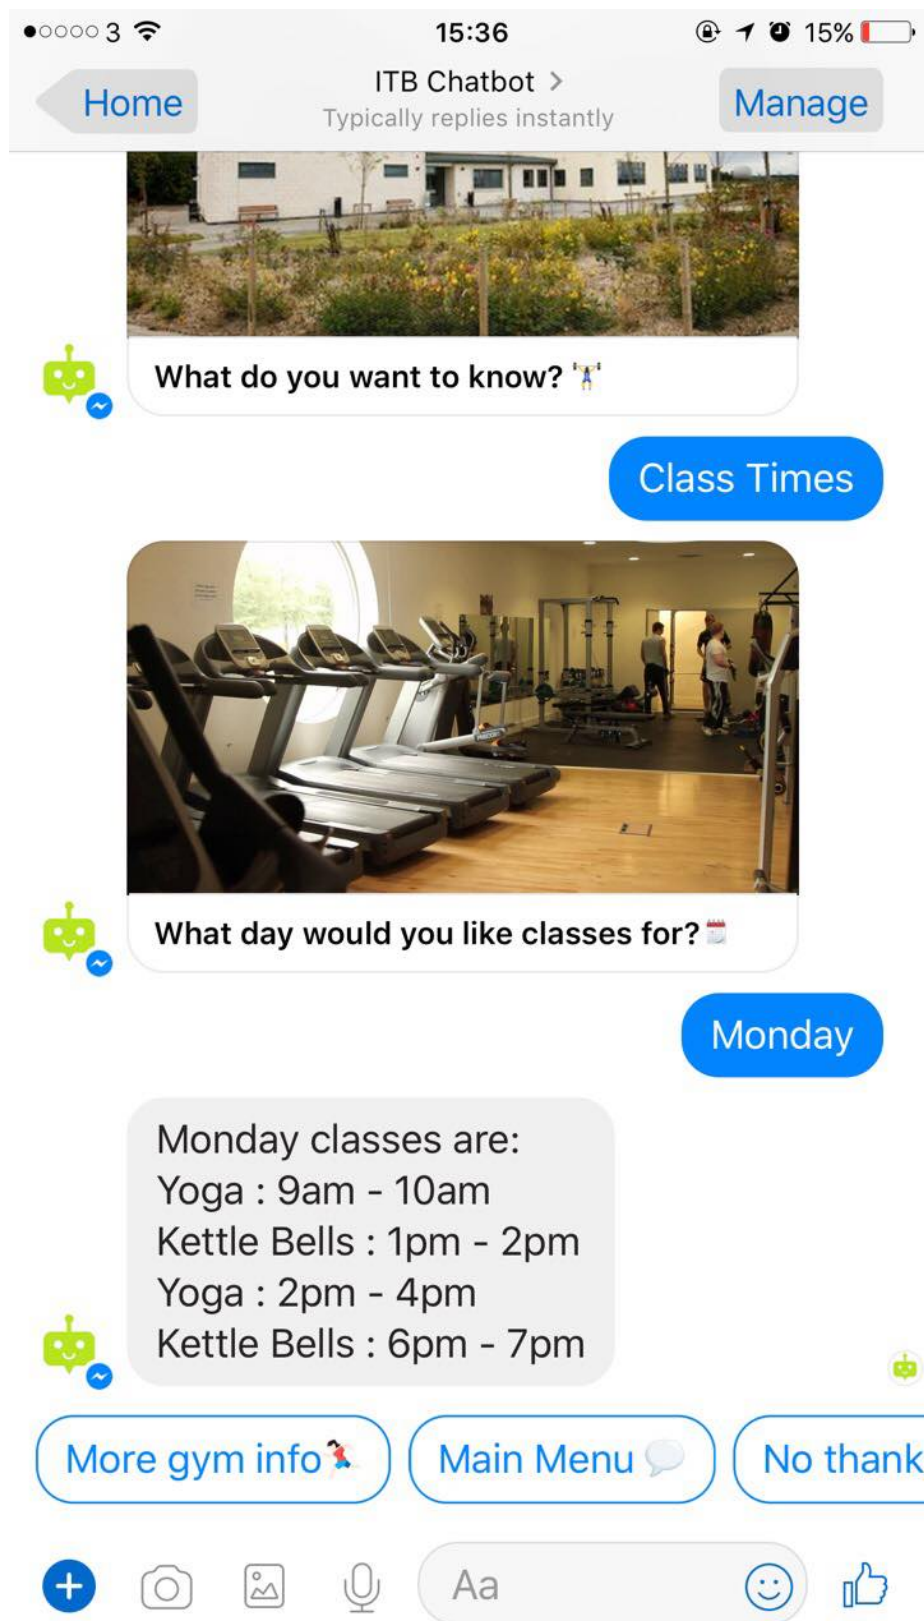 3 15:36 15%
Home ITB Chatbot > Manage
Typically replies instantly
What do you want to know? 🏋️
Class Times
What day would you like classes for?🗓
Monday
Monday classes are:
Yoga : 9am - 10am
Kettle Bells : 1pm - 2pm
Yoga : 2pm - 4pm
Kettle Bells : 6pm - 7pm
More gym info🏃 Main Menu 💬 No thank
Aa